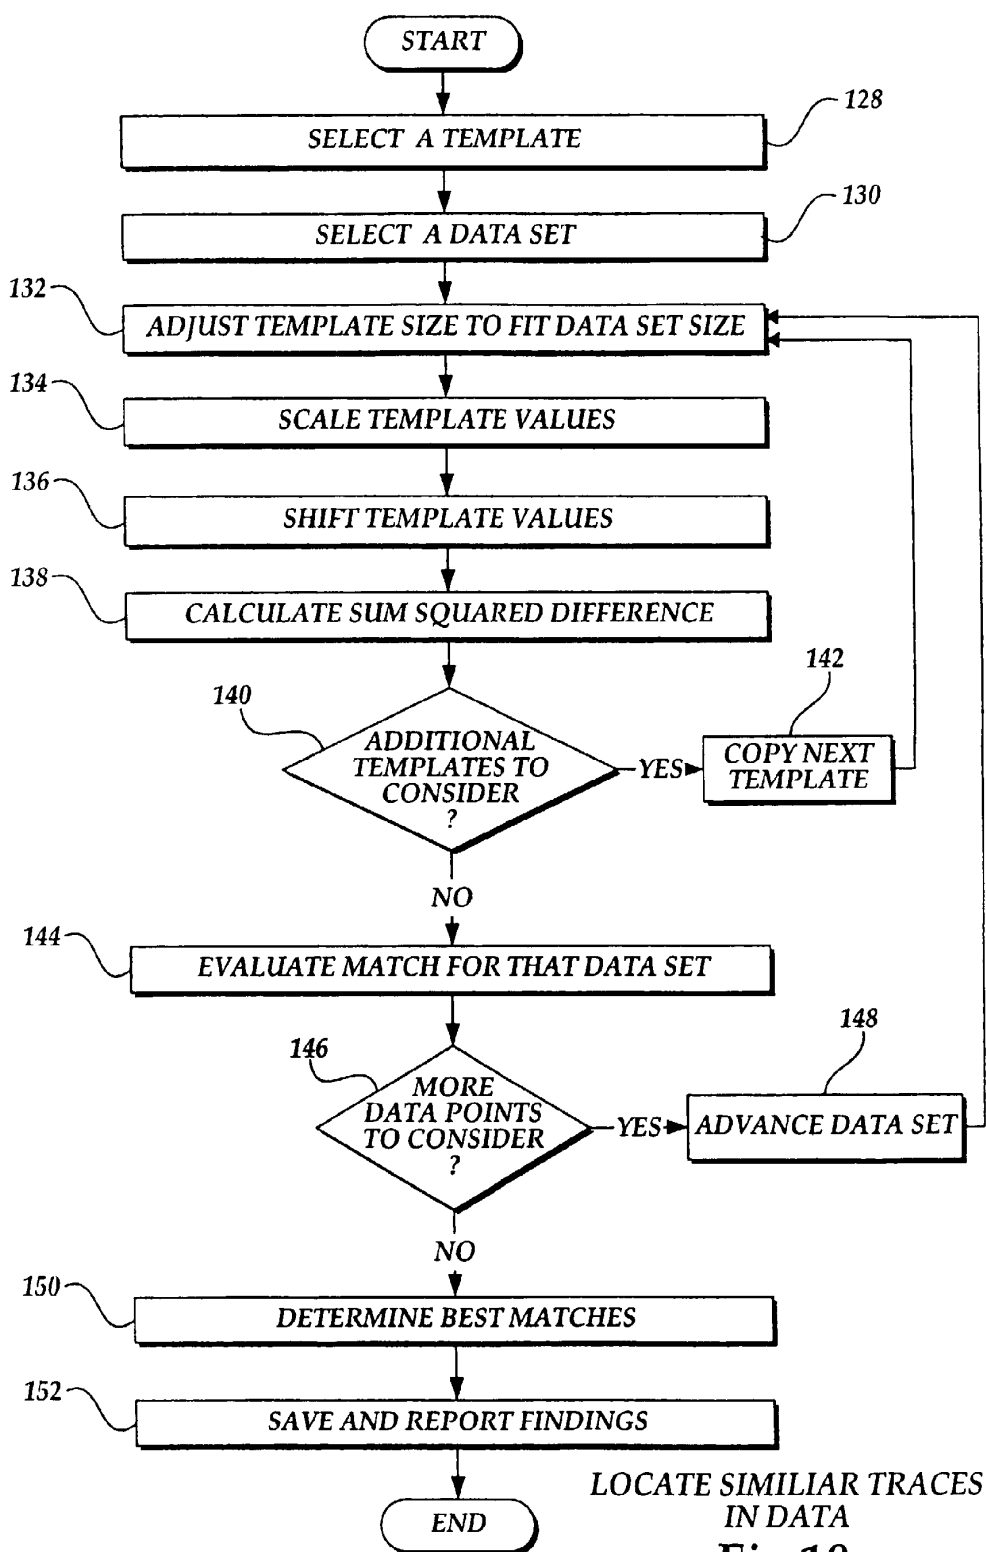 START
128
SELECT A TEMPLATE
130
SELECT A DATA SET
132
ADJUST TEMPLATE SIZE TO FIT DATA SET SIZE
134
SCALE TEMPLATE VALUES
136
SHIFT TEMPLATE VALUES
138
CALCULATE SUM SQUARED DIFFERENCE
140
ADDITIONAL
TEMPLATES TO
CONSIDER
?
YES
142
COPY NEXT
TEMPLATE
NO
144
EVALUATE MATCH FOR THAT DATA SET
146
MORE
DATA POINTS
TO CONSIDER
?
YES
148
ADVANCE DATA SET
NO
150
DETERMINE BEST MATCHES
152
SAVE AND REPORT FINDINGS
END
LOCATE SIMILIAR TRACES
IN DATA